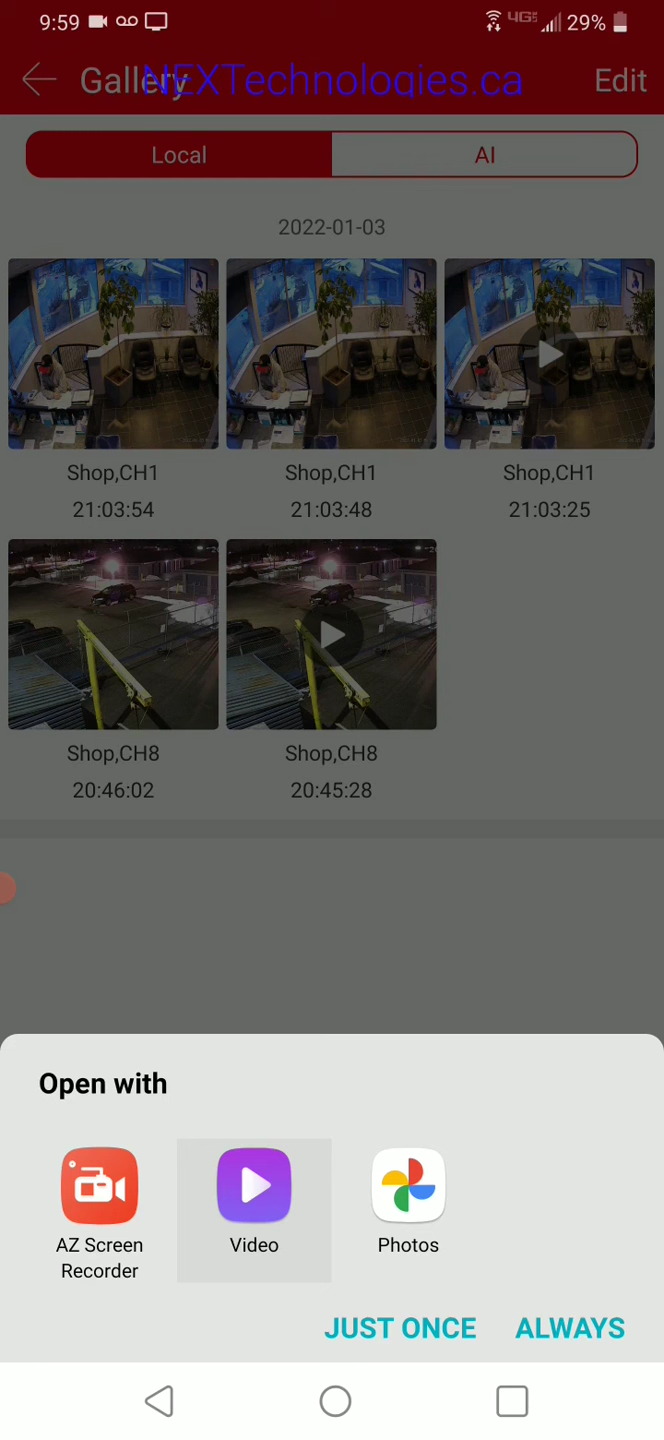 9:59 4G 29%
Gallery NEXTechnologies.ca Edit
Local AI
2022-01-03
Shop,CH1 Shop,CH1 Shop,CH1
21:03:54 21:03:48 21:03:25
Shop,CH8 Shop,CH8
20:46:02 20:45:28
Open with
AZ Screen Recorder Video Photos
JUST ONCE ALWAYS